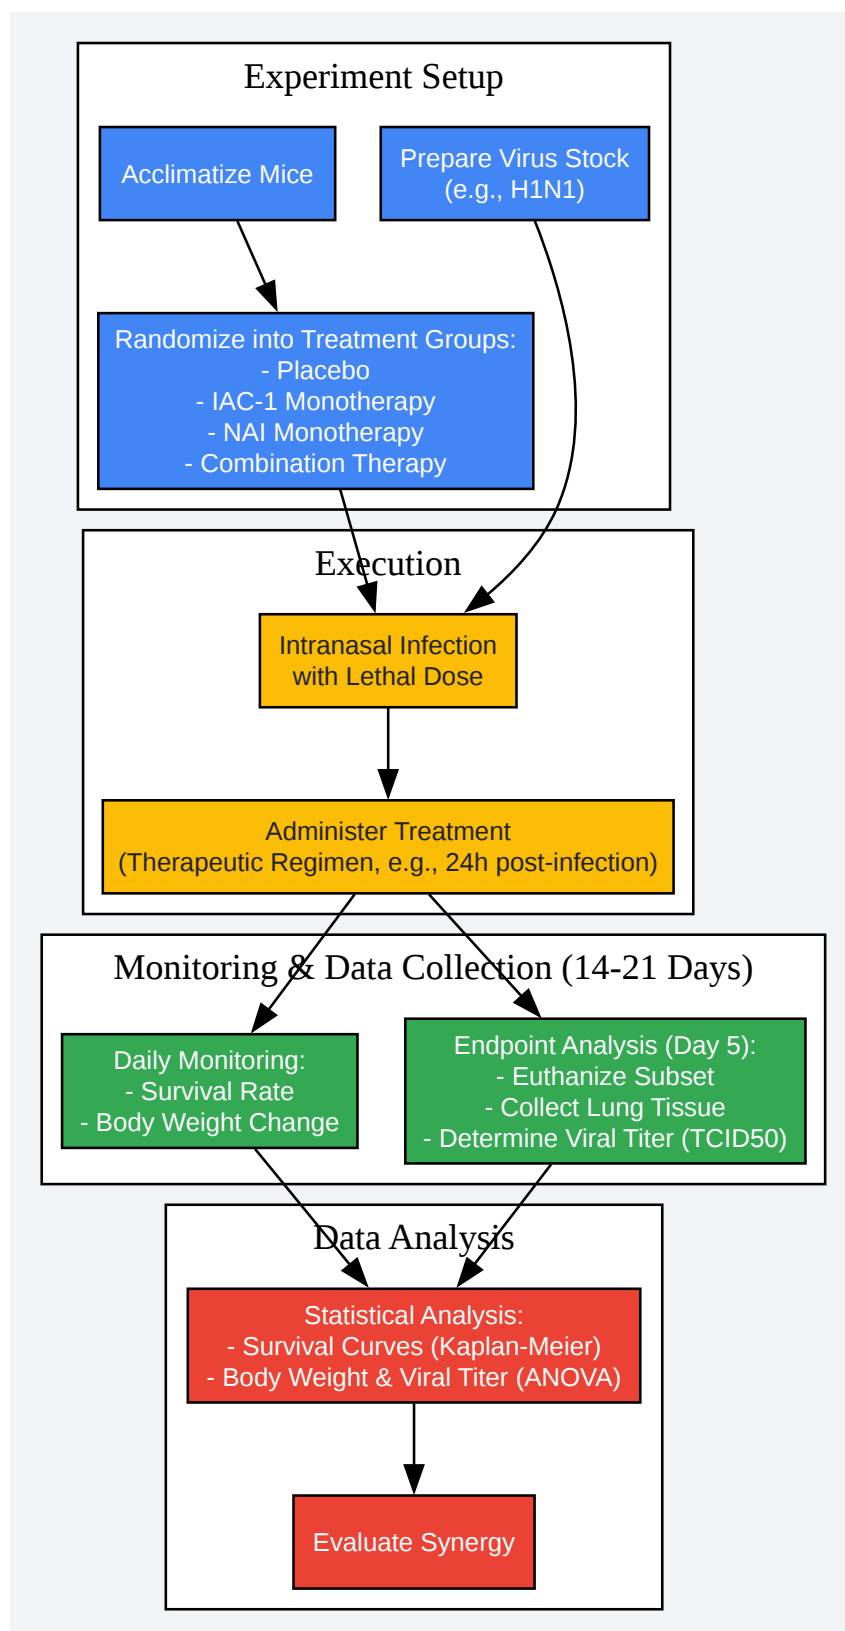 Experiment Setup
Acclimatize Mice
Prepare Virus Stock
(e.g., H1N1)
Randomize into Treatment Groups:
- Placebo
- IAC-1 Monotherapy
- NAI Monotherapy
- Combination Therapy
Execution
Intranasal Infection
with Lethal Dose
Administer Treatment
(Therapeutic Regimen, e.g., 24h post-infection)
Monitoring & Data Collection (14-21 Days)
Daily Monitoring:
- Survival Rate
- Body Weight Change
Endpoint Analysis (Day 5):
- Euthanize Subset
- Collect Lung Tissue
- Determine Viral Titer (TCID50)
Data Analysis
Statistical Analysis:
- Survival Curves (Kaplan-Meier)
- Body Weight & Viral Titer (ANOVA)
Evaluate Synergy